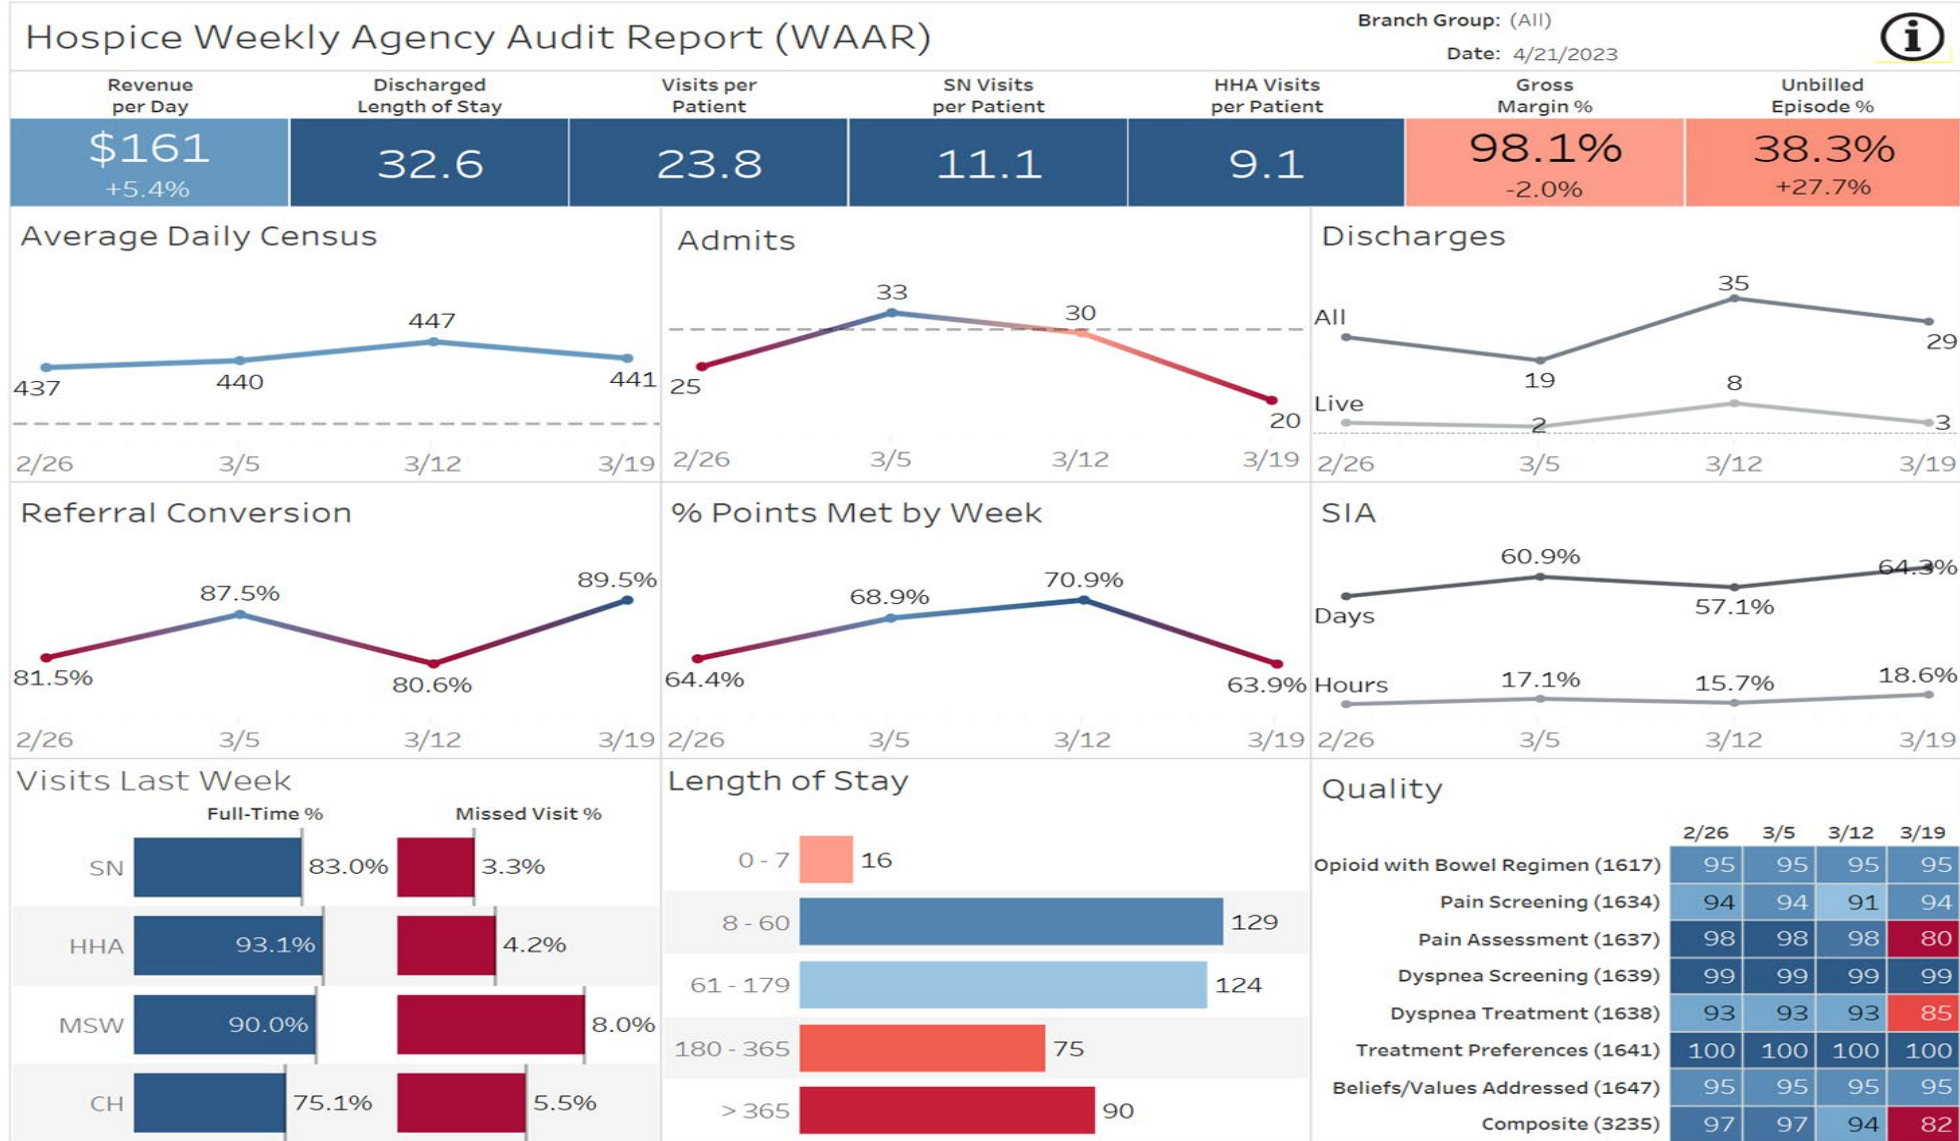 Hospice Weekly Agency Audit Report (WAAR)
Branch Group: (All)
Date: 4/21/2023
i
Revenue
per Day
Discharged
Length of Stay
Visits per
Patient
SN Visits
per Patient
HHA Visits
per Patient
Gross
Margin %
Unbilled
Episode %
$161
+5.4%
32.6
23.8
11.1
9.1
98.1%
-2.0%
38.3%
+27.7%
Average Daily Census
437
440
447
441
2/26 3/5 3/12 3/19
Admits
25
33
30
20
2/26 3/5 3/12 3/19
Discharges
All
19
35
29
Live
2
8
3
2/26 3/5 3/12 3/19
Referral Conversion
81.5%
87.5%
80.6%
89.5%
2/26 3/5 3/12 3/19
% Points Met by Week
64.4%
68.9%
70.9%
63.9%
2/26 3/5 3/12 3/19
SIA
Days
60.9%
57.1%
64.3%
Hours
17.1%
15.7%
18.6%
2/26 3/5 3/12 3/19
Visits Last Week
Full-Time % Missed Visit %
SN 83.0% 3.3%
HHA 93.1% 4.2%
MSW 90.0% 8.0%
CH 75.1% 5.5%
Length of Stay
0 - 7 16
8 - 60 129
61 - 179 124
180 - 365 75
> 365 90
Quality
2/26 3/5 3/12 3/19
Opioid with Bowel Regimen (1617) 95 95 95 95
Pain Screening (1634) 94 94 91 94
Pain Assessment (1637) 98 98 98 80
Dyspnea Screening (1639) 99 99 99 99
Dyspnea Treatment (1638) 93 93 93 85
Treatment Preferences (1641) 100 100 100 100
Beliefs/Values Addressed (1647) 95 95 95 95
Composite (3235) 97 97 94 82